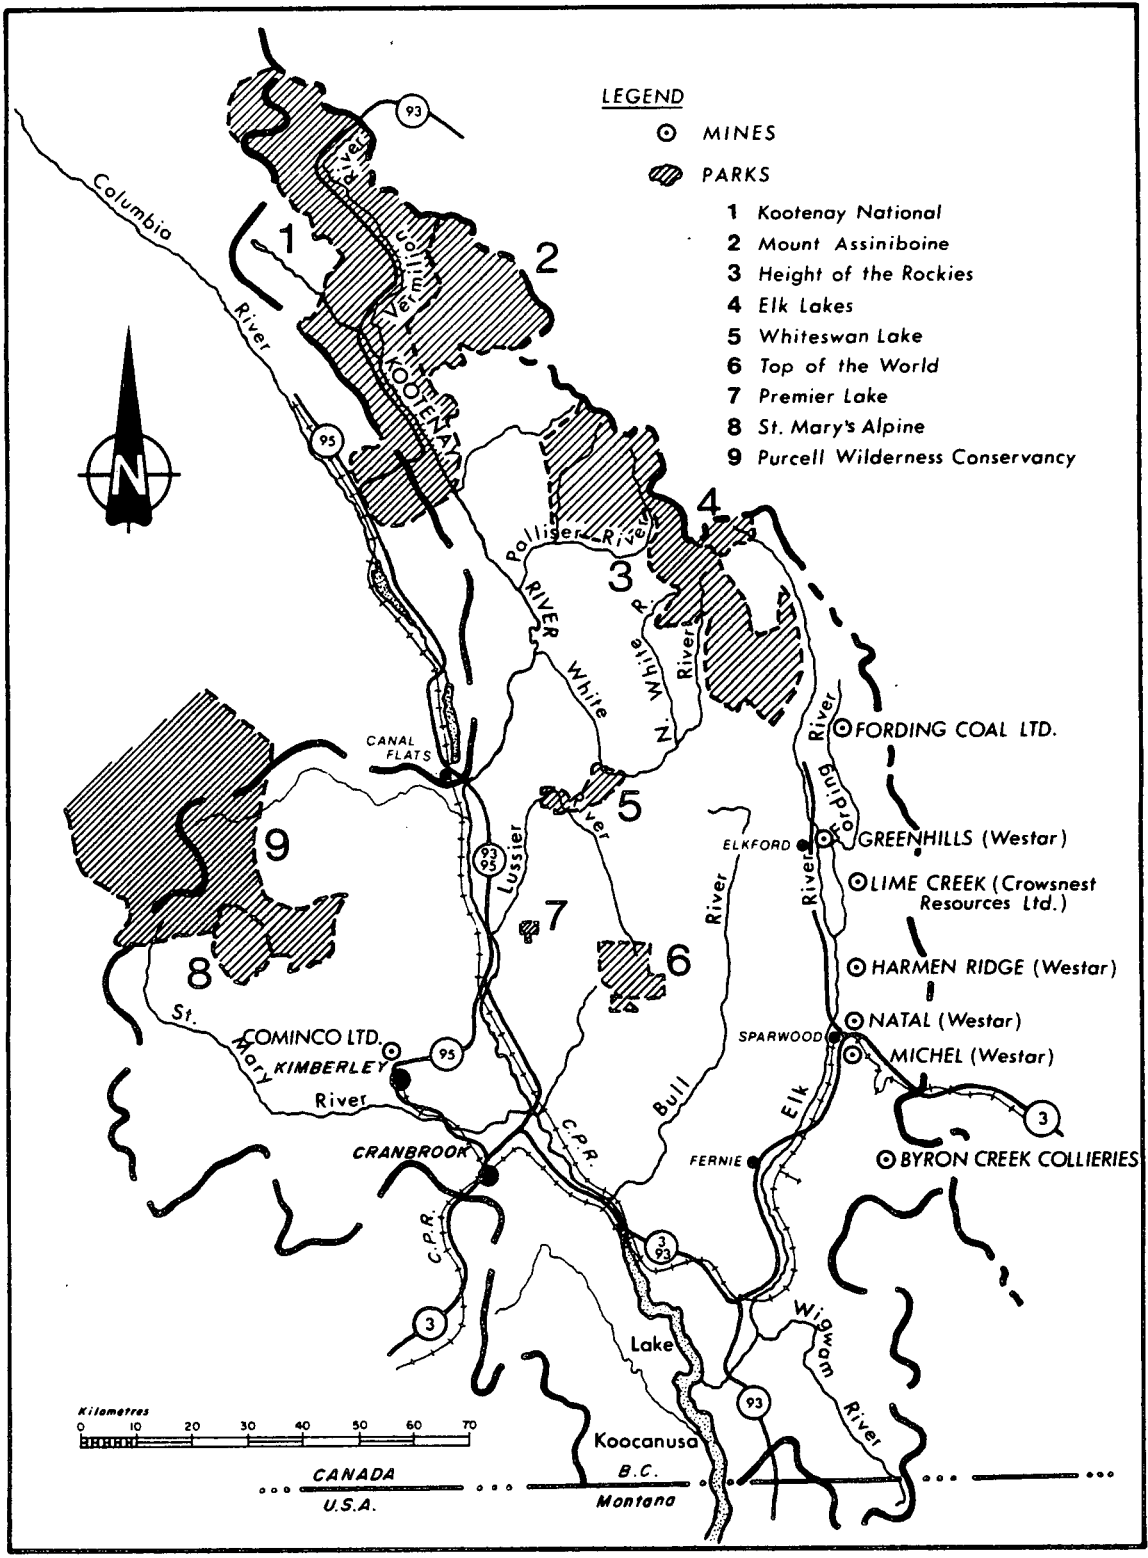 LEGEND
MINES
PARKS
1 Kootenay National
2 Mount Assiniboine
3 Height of the Rockies
4 Elk Lakes
5 Whiteswan Lake
6 Top of the World
7 Premier Lake
8 St. Mary's Alpine
9 Purcell Wilderness Conservancy
93
River
Columbia
1
2
Vermilion
River
KOOTENAY
95
N
4
Palliser River
3
RIVER
N. White R.
River
White
River
FORDING COAL LTD.
CANAL
FLATS
5
River
Fording
ELKFORD
GREENHILLS (Westar)
9
93
95
Lussier
River
River
LIME CREEK (Crowsnest
Resources Ltd.)
7
6
8
HARMEN RIDGE (Westar)
St.
Mary
River
COMINCO LTD.
KIMBERLEY
95
NATAL (Westar)
SPARWOOD
MICHEL (Westar)
Bull
Elk
3
C.P.R.
CRANBROOK
FERNIE
BYRON CREEK COLLIERIES
C.P.R.
3
93
3
Wigwam
River
Lake
93
Koocanusa
Kilometres
0 10 20 30 40 50 60 70
CANADA
U.S.A.
B.C.
Montana